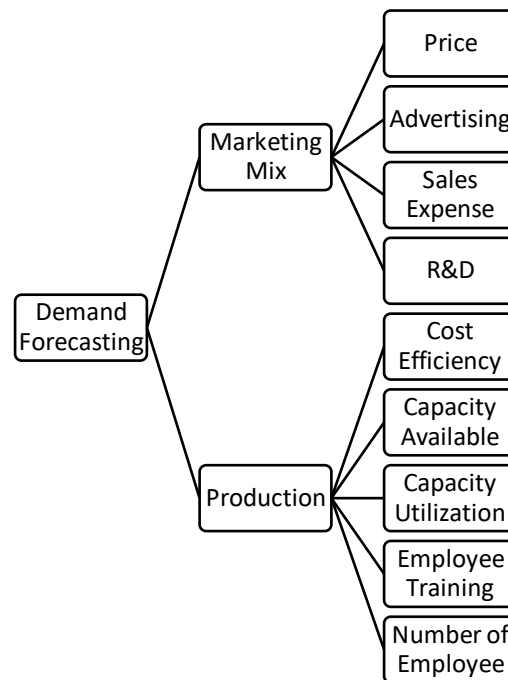 Price
Advertising
Marketing
Mix
Sales
Expense
R&D
Demand
Forecasting
Cost
Efficiency
Capacity
Available
Production
Capacity
Utilization
Employee
Training
Number of
Employee